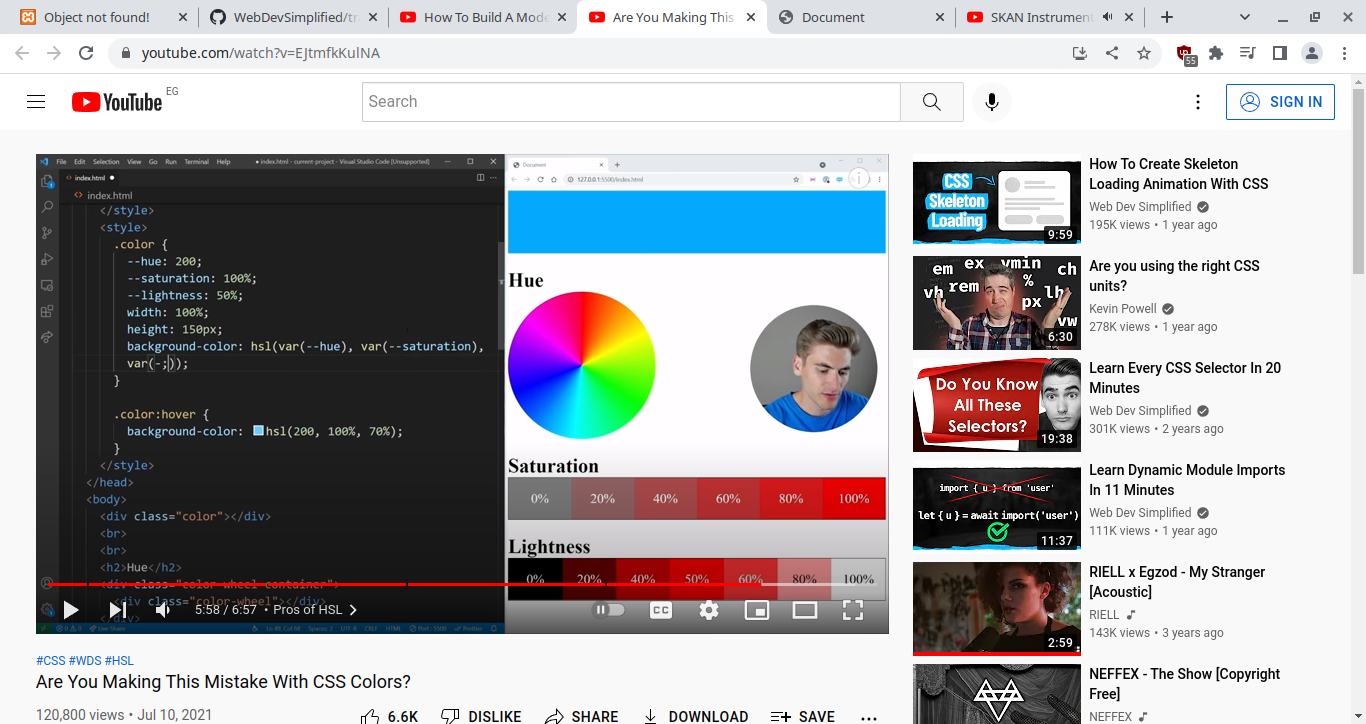 Object not found!
WebDevSimplified/tr
How To Build A Mode
Are You Making This
Document
SKAN Instrument
youtube.com/watch?v=EJtmfkKulNA
55
YouTube EG
Search
SIGN IN
File Edit Selection View Go Run Terminal Help
index.html - current-project - Visual Studio Code [Unsupported]
index.html
index.html
</style>
<style>
.color {
--hue: 200;
--saturation: 100%;
--lightness: 50%;
width: 100%;
height: 150px;
background-color: hsl(var(--hue), var(--saturation),
var(-;));
}
.color:hover {
background-color: hsl(200, 100%, 70%);
}
</style>
</head>
<body>
<div class="color"></div>
<br>
<br>
<h2>Hue</h2>
<div class="color-wheel-container">
<div class="color-wheel"></div>
</div>
Document
127.0.0.1:5500/index.html
Hue
Saturation
0% 20% 40% 60% 80% 100%
Lightness
0% 20% 40% 60% 80% 100%
5:58 / 6:57 • Pros of HSL
CC
#CSS #WDS #HSL
Are You Making This Mistake With CSS Colors?
120,800 views • Jul 10, 2021
6.6K DISLIKE SHARE DOWNLOAD SAVE
CSS
Skeleton
Loading
9:59
How To Create Skeleton
Loading Animation With CSS
Web Dev Simplified
195K views • 1 year ago
em ex vmin ch
vh rem % px lh
vw
6:30
Are you using the right CSS
units?
Kevin Powell
278K views • 1 year ago
Do You Know
All These
Selectors?
19:38
Learn Every CSS Selector In 20
Minutes
Web Dev Simplified
301K views • 2 years ago
import { u } from 'user'
let { u } = await import('user')
11:37
Learn Dynamic Module Imports
In 11 Minutes
Web Dev Simplified
111K views • 1 year ago
2:59
RIELL x Egzod - My Stranger
[Acoustic]
RIELL
143K views • 3 years ago
NEFFEX - The Show [Copyright
Free]
NEFFEX